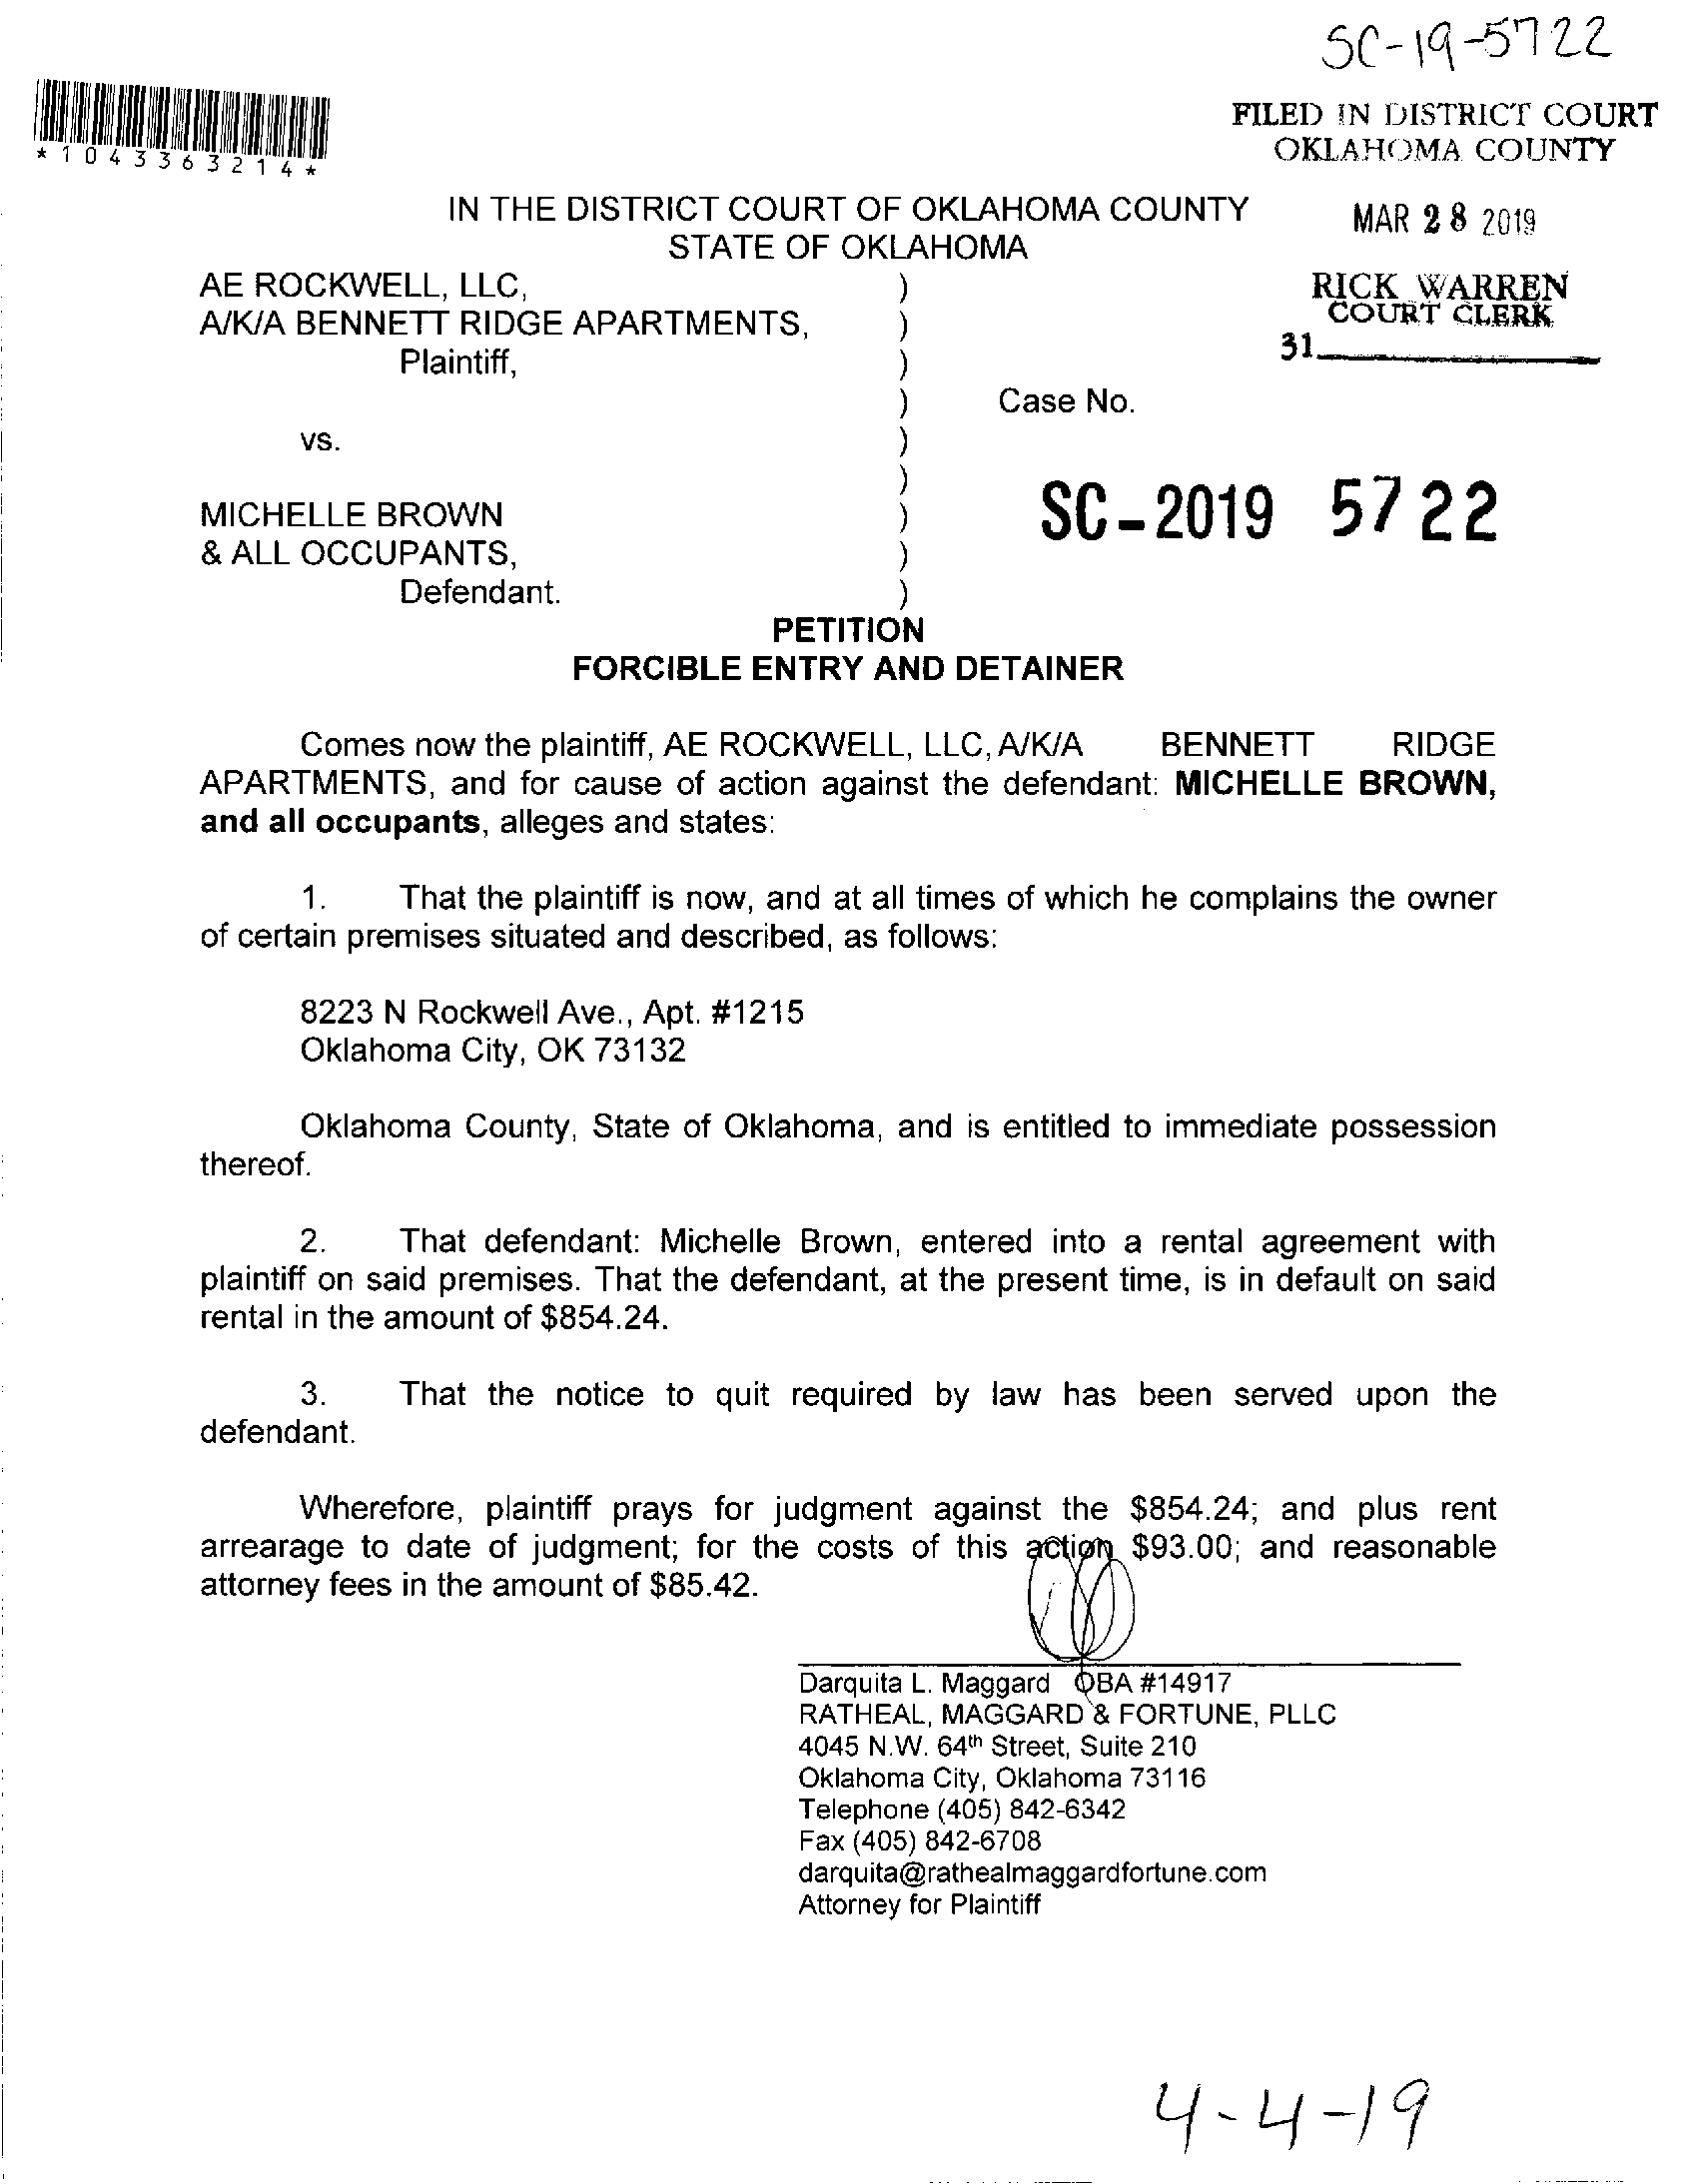 SC-19-5722
*1043363214*
FILED IN DISTRICT COURT
OKLAHOMA COUNTY
MAR 28 2019
RICK WARREN
COURT CLERK
31
IN THE DISTRICT COURT OF OKLAHOMA COUNTY
STATE OF OKLAHOMA
AE ROCKWELL, LLC, )
A/K/A BENNETT RIDGE APARTMENTS, )
Plaintiff, )
) Case No.
vs. )
)
MICHELLE BROWN ) SC-2019 5722
& ALL OCCUPANTS, )
Defendant. )
PETITION
FORCIBLE ENTRY AND DETAINER
Comes now the plaintiff, AE ROCKWELL, LLC, A/K/A BENNETT RIDGE
APARTMENTS, and for cause of action against the defendant: MICHELLE BROWN,
and all occupants, alleges and states:
1. That the plaintiff is now, and at all times of which he complains the owner
of certain premises situated and described, as follows:
8223 N Rockwell Ave., Apt. #1215
Oklahoma City, OK 73132
Oklahoma County, State of Oklahoma, and is entitled to immediate possession
thereof.
2. That defendant: Michelle Brown, entered into a rental agreement with
plaintiff on said premises. That the defendant, at the present time, is in default on said
rental in the amount of $854.24.
3. That the notice to quit required by law has been served upon the
defendant.
Wherefore, plaintiff prays for judgment against the $854.24; and plus rent
arrearage to date of judgment; for the costs of this action $93.00; and reasonable
attorney fees in the amount of $85.42.
Darquita L. Maggard OBA #14917
RATHEAL, MAGGARD & FORTUNE, PLLC
4045 N.W. 64th Street, Suite 210
Oklahoma City, Oklahoma 73116
Telephone (405) 842-6342
Fax (405) 842-6708
darquita@rathealmaggardfortune.com
Attorney for Plaintiff
4-4-19